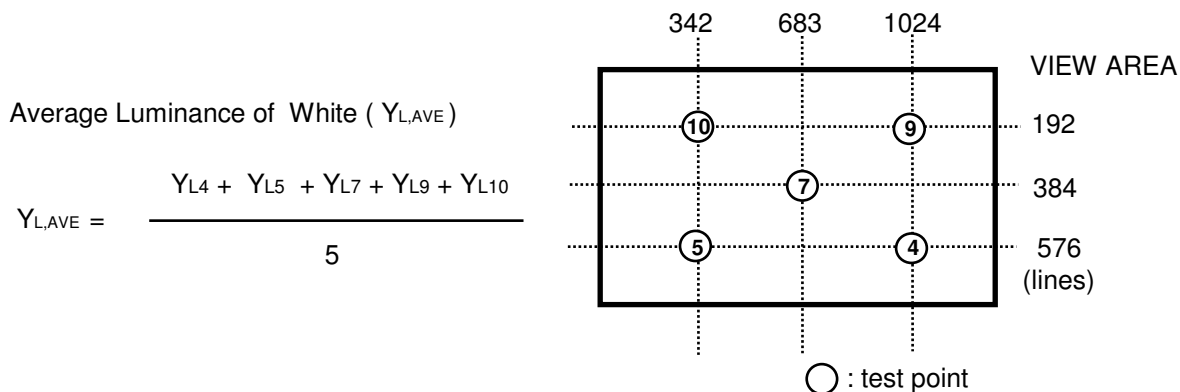 342 683 1024
VIEW AREA
Average Luminance of White ( YL,AVE )
10 9 192
YL4 + YL5 + YL7 + YL9 + YL10
7 384
YL,AVE =
5
5 4 576
(lines)
: test point